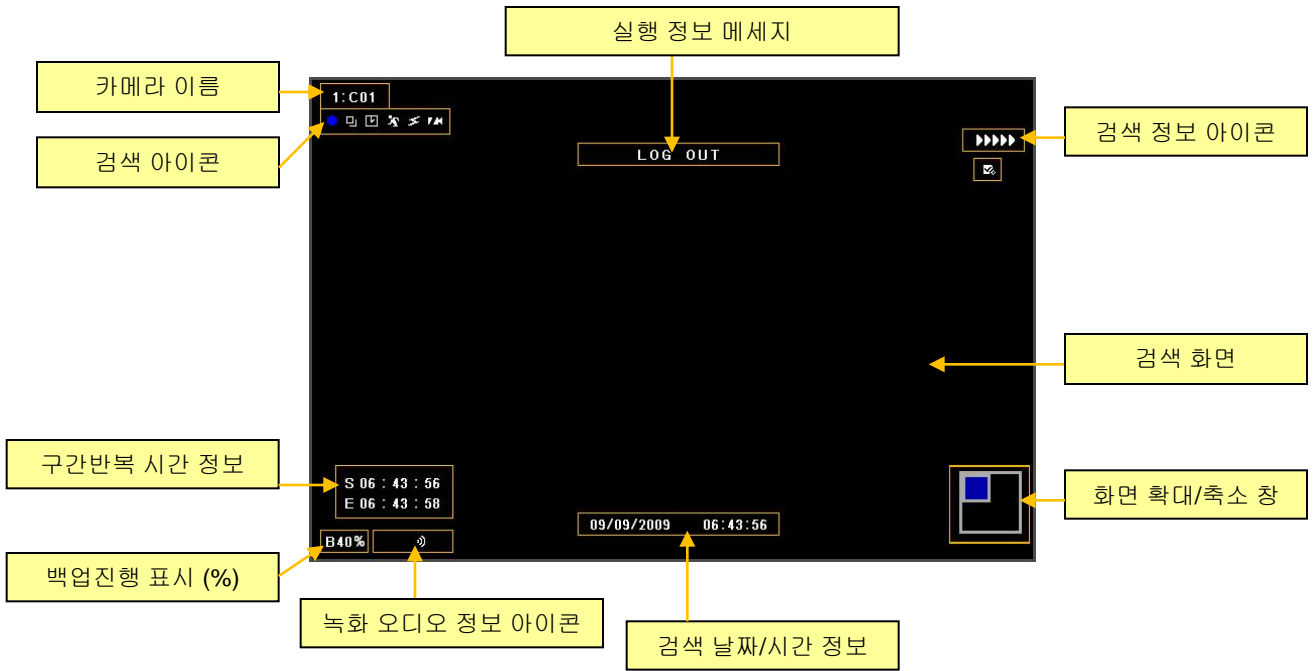 실행 정보 메세지
카메라 이름
1:C01
검색 아이콘
LOG OUT
검색 정보 아이콘
검색 화면
구간반복 시간 정보
S 06 : 43 : 56
E 06 : 43 : 58
화면 확대/축소 창
09/09/2009 06:43:56
B40%
백업진행 표시 (%)
녹화 오디오 정보 아이콘
검색 날짜/시간 정보